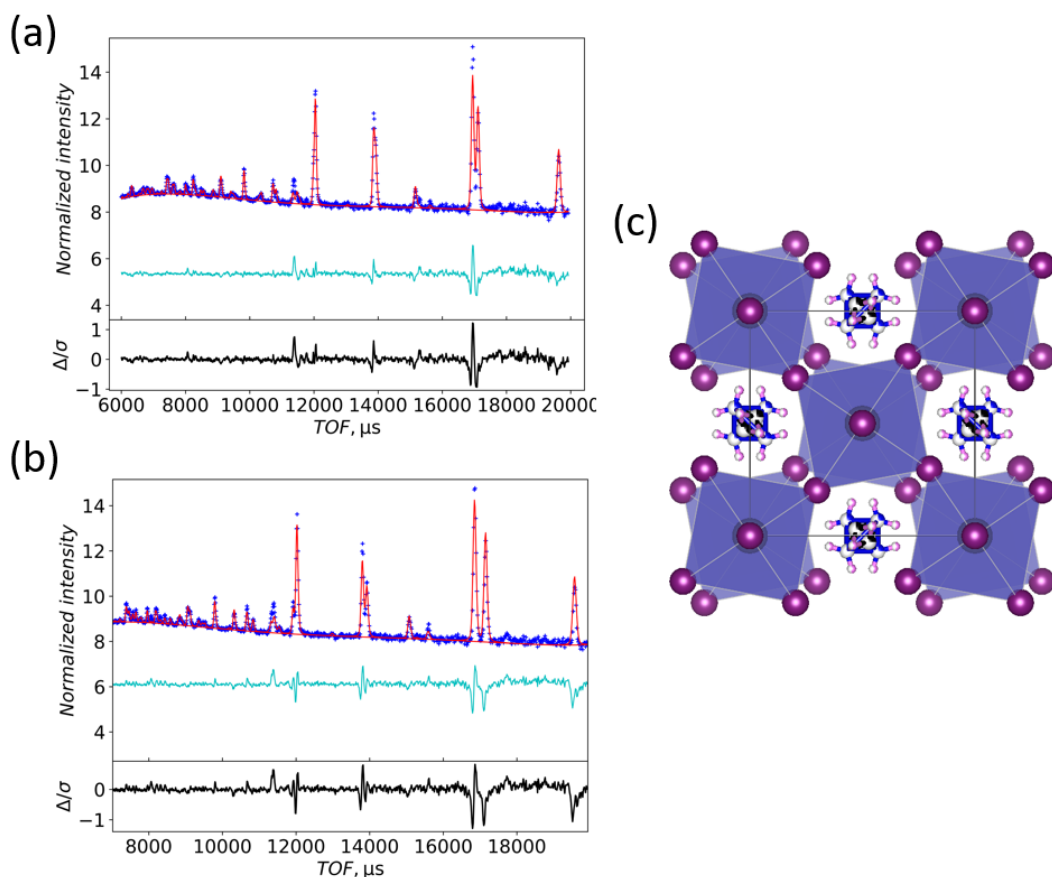 (a)
14
12
10
8
6
4
Normalized intensity
1
0
−1
Δ/σ
6000 8000 10000 12000 14000 16000 18000 20000
TOF, μs
(b)
14
12
10
8
6
4
Normalized intensity
0
−1
Δ/σ
8000 10000 12000 14000 16000 18000
TOF, μs
(c)